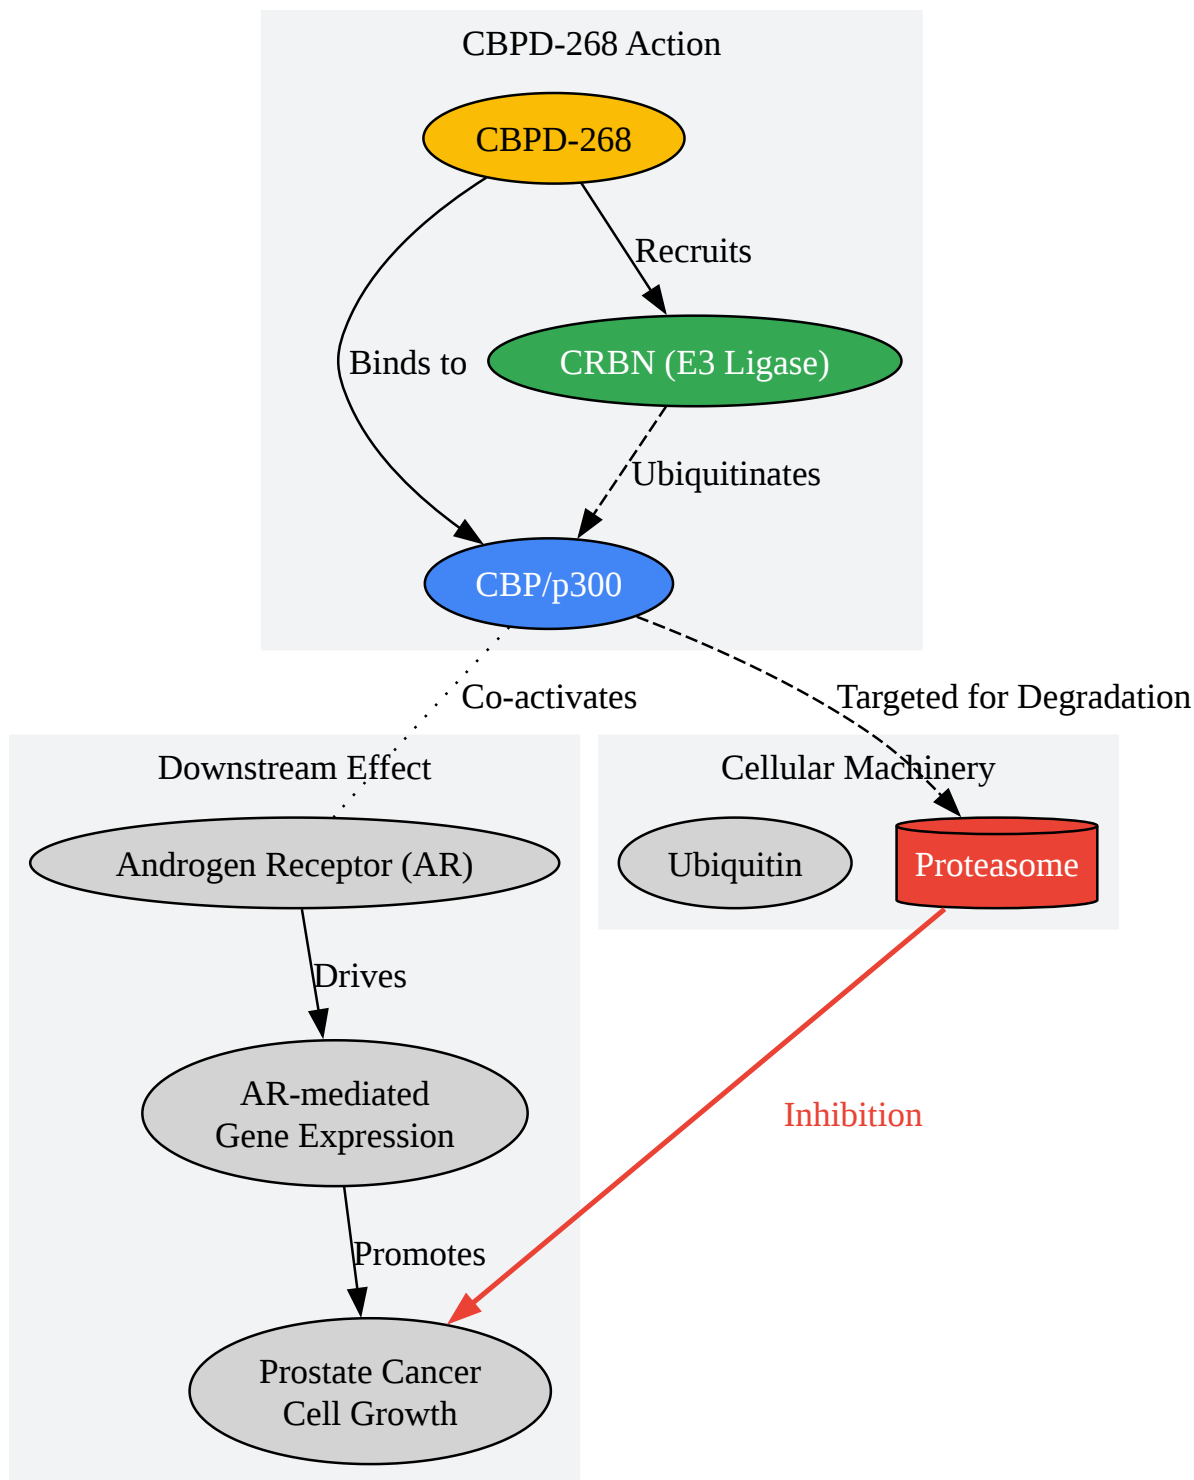 CBPD-268 Action
CBPD-268
Recruits
Binds to
CRBN (E3 Ligase)
Ubiquitinates
CBP/p300
Co-activates
Targeted for Degradation
Downstream Effect
Cellular Machinery
Androgen Receptor (AR)
Ubiquitin
Proteasome
Drives
AR-mediated
Gene Expression
Inhibition
Promotes
Prostate Cancer
Cell Growth